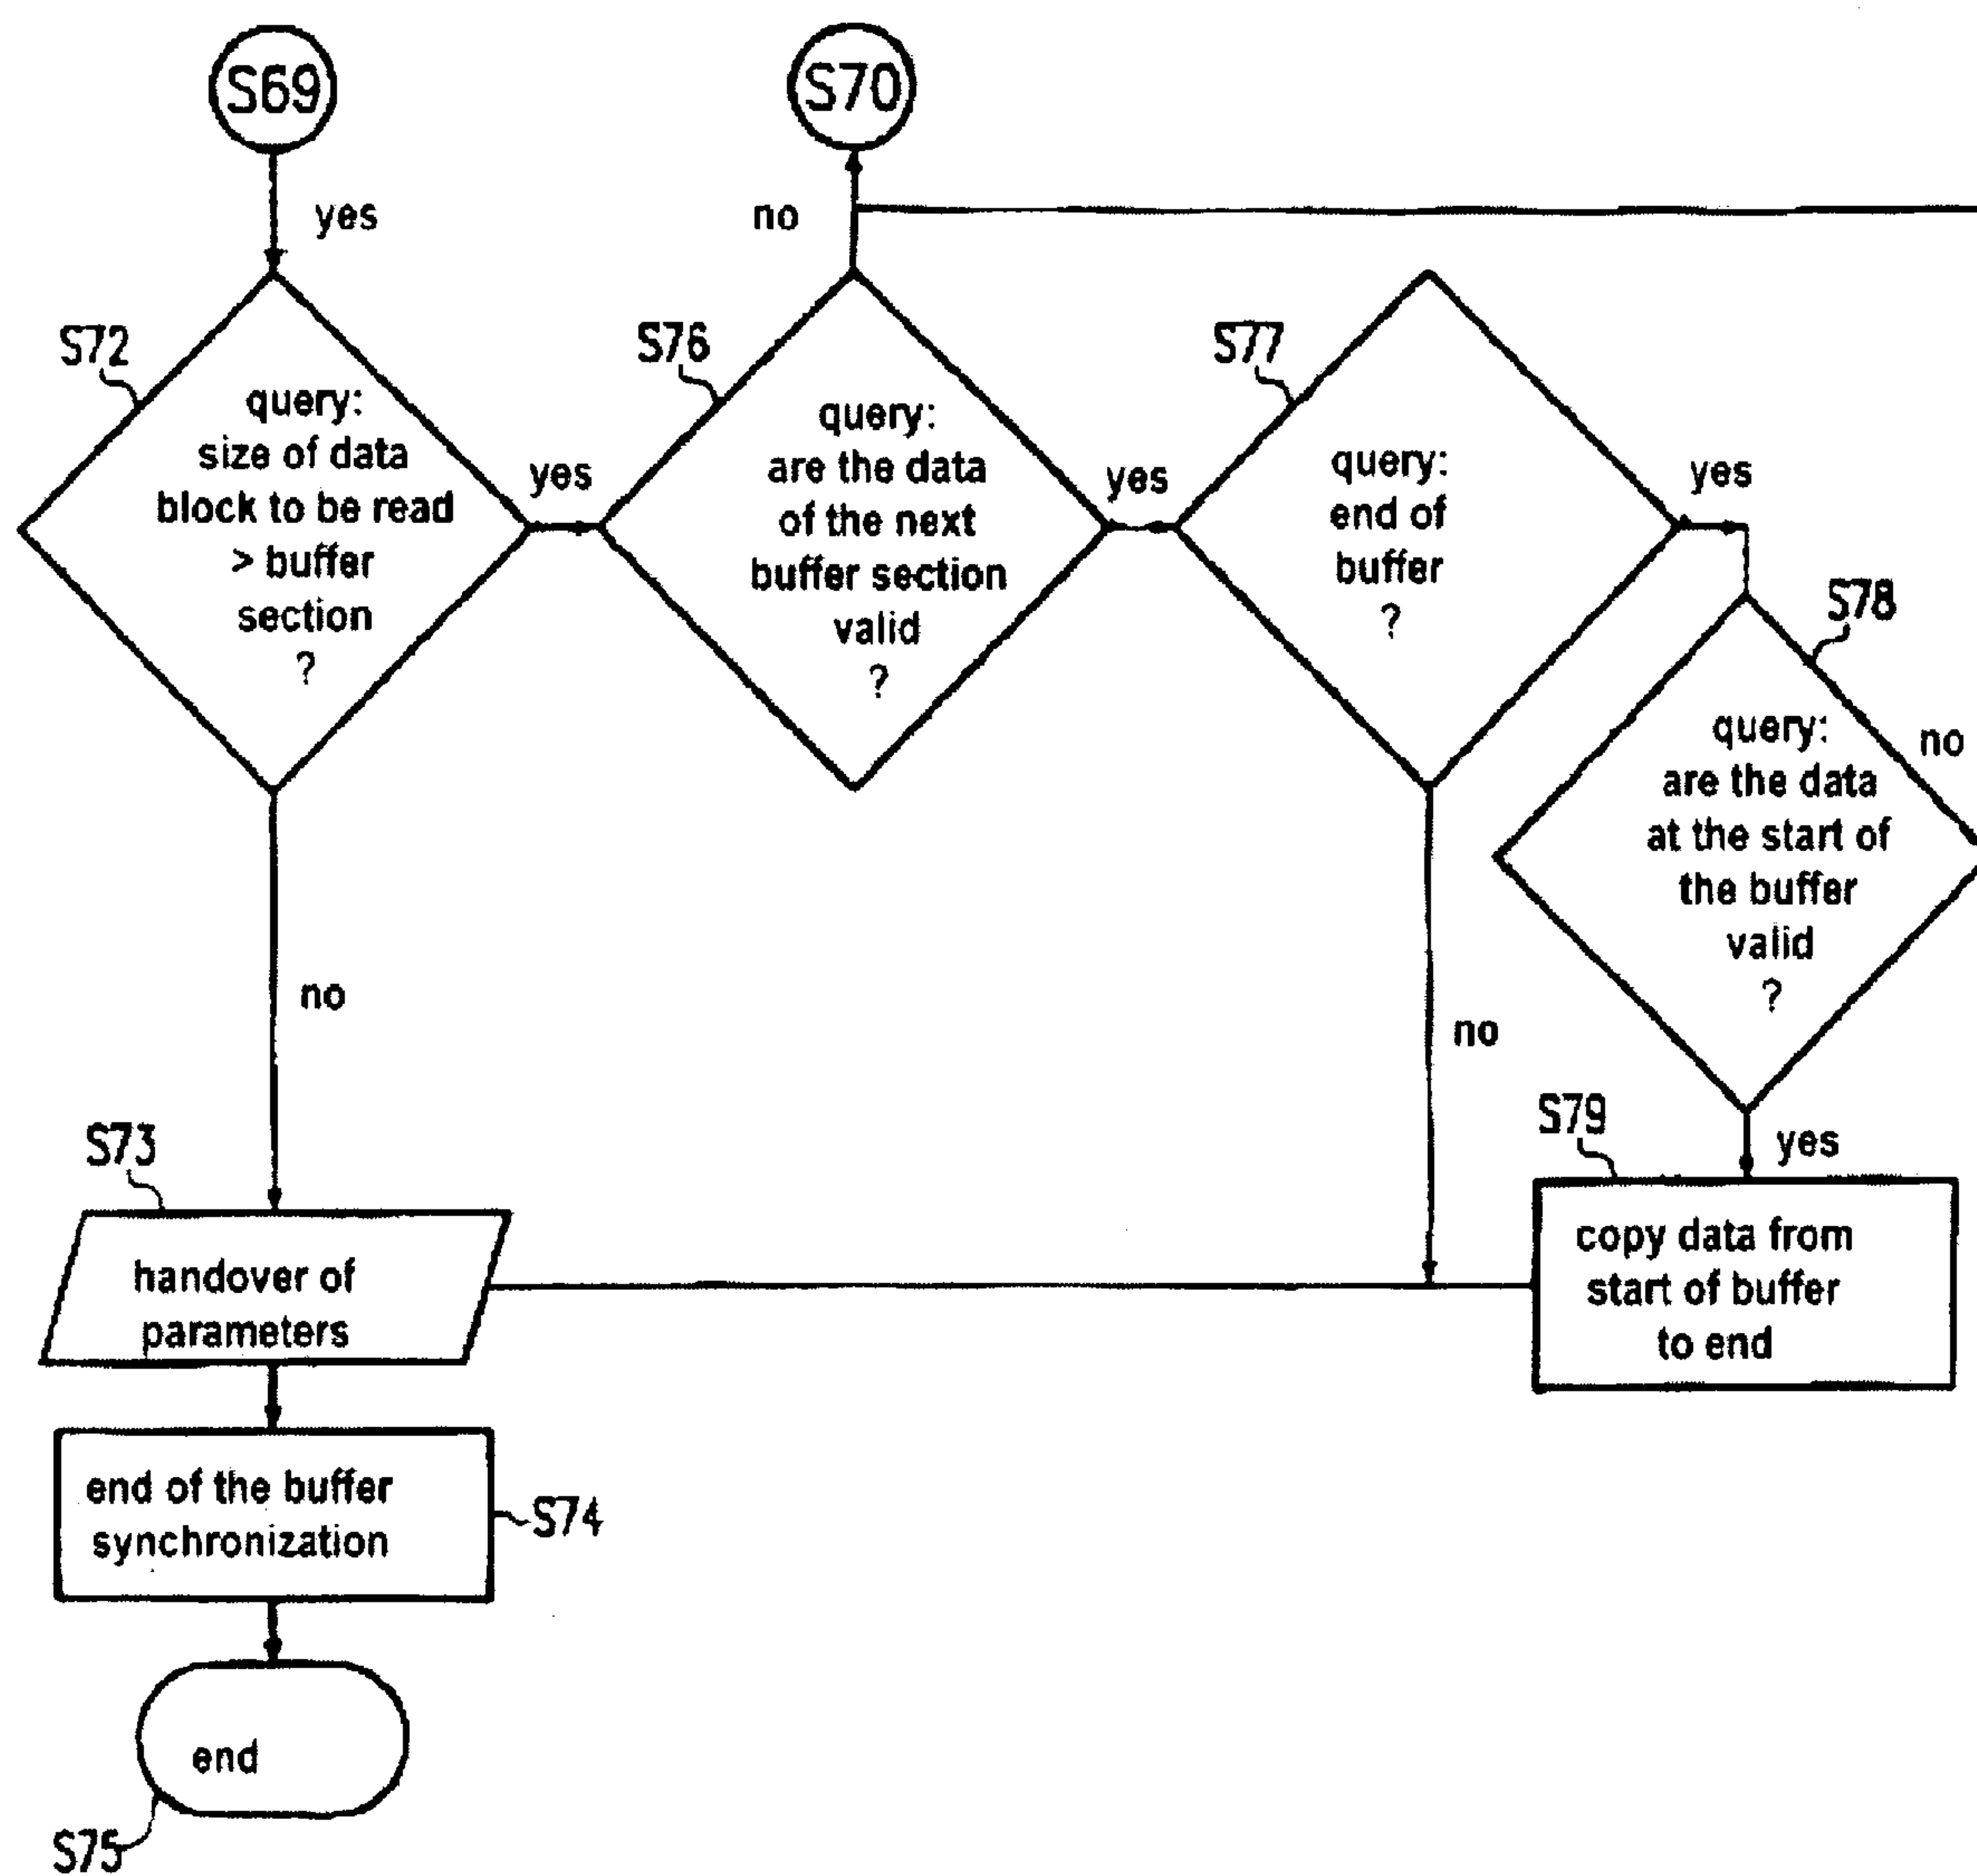 S69
S70
yes
no
S72
query:
size of data
block to be read
> buffer
section
?
yes
S76
query:
are the data
of the next
buffer section
valid
?
yes
S77
query:
end of
buffer
?
yes
S78
query:
are the data
at the start of
the buffer
valid
?
no
no
no
yes
S73
handover of
parameters
S79
copy data from
start of buffer
to end
end of the buffer
synchronization
S74
end
S75